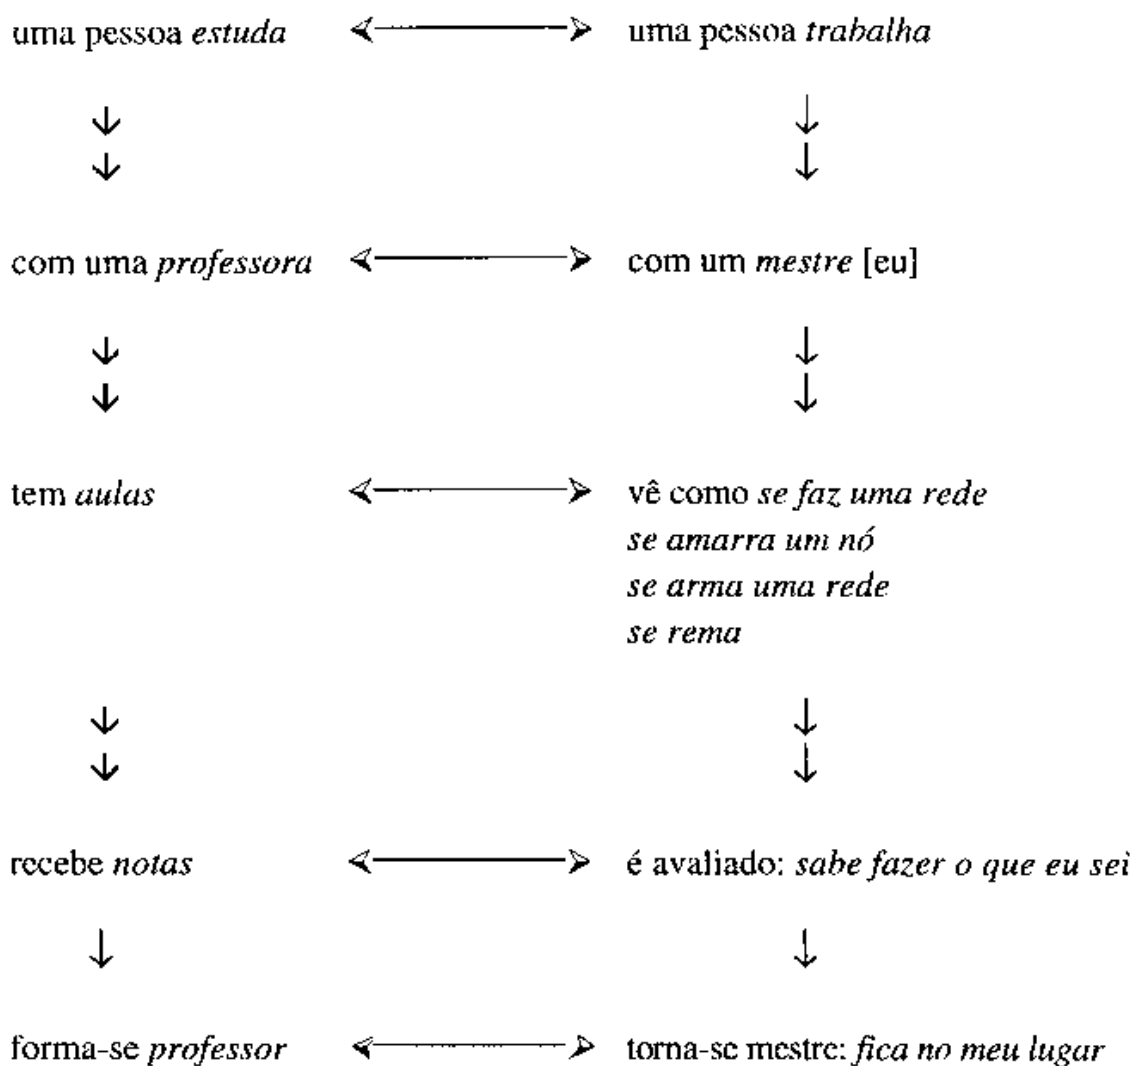 uma pessoa estuda
uma pessoa trabalha
com uma professora
com um mestre [eu]
tem aulas
vê como se faz uma rede
se amarra um nó
se arma uma rede
se rema
recebe notas
é avaliado: sabe fazer o que eu sei
forma-se professor
torna-se mestre: fica no meu lugar